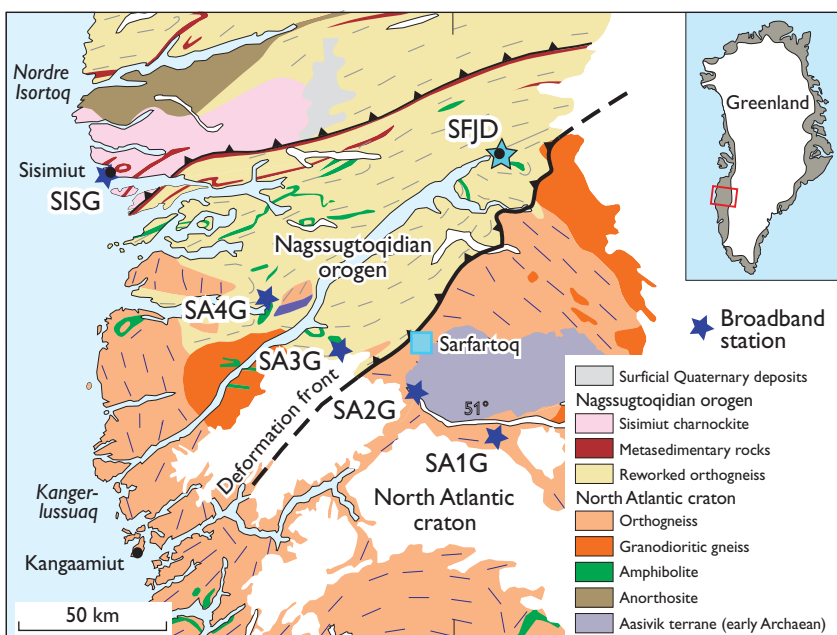 Nordre
Isortoq
Greenland
SFJD
Sisimiut
SISG
Nagssugtoqidian
orogen
SA4G
Broadband
station
Sarfartoq
SA3G
Deformation front
SA2G
51°
SA1G
North Atlantic
craton
Kanger-
lussuaq
Kangaamiut
50 km
Surficial Quaternary deposits
Nagssugtoqidian orogen
Sisimiut charnockite
Metasedimentary rocks
Reworked orthogneiss
North Atlantic craton
Orthogneiss
Granodioritic gneiss
Amphibolite
Anorthosite
Aasivik terrane (early Archaean)